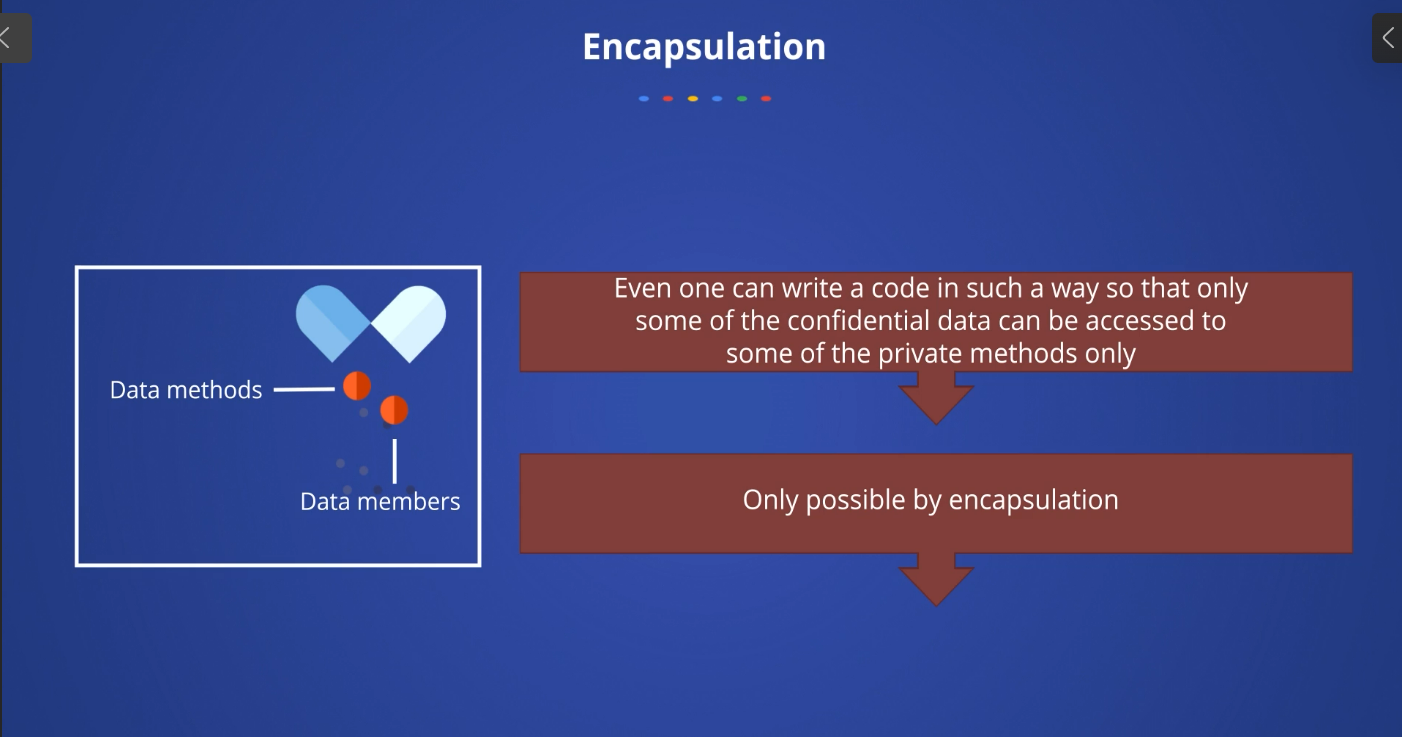 Encapsulation
Even one can write a code in such a way so that only
some of the confidential data can be accessed to
some of the private methods only
Data methods
Data members
Only possible by encapsulation